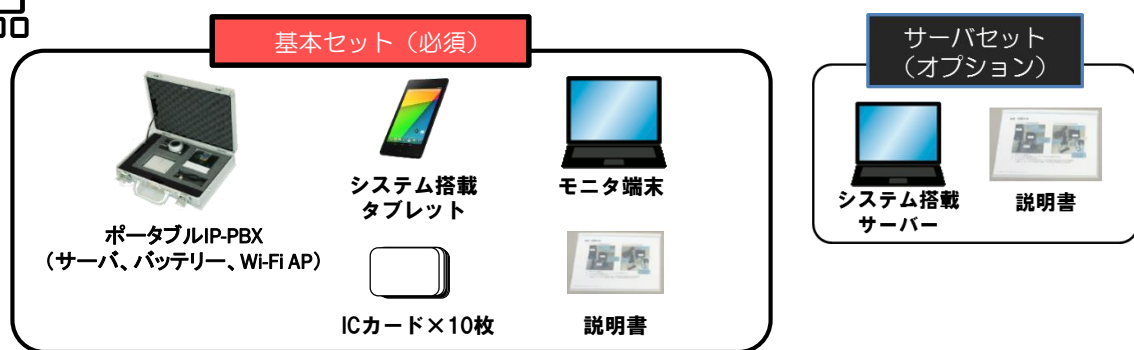 基本セット（必須）
サーバセット
（オプション）
システム搭載
タブレット
モニタ端末
システム搭載
サーバー
説明書
ポータブルIP-PBX
（サーバ、バッテリー、Wi-Fi AP）
ICカード×10枚
説明書